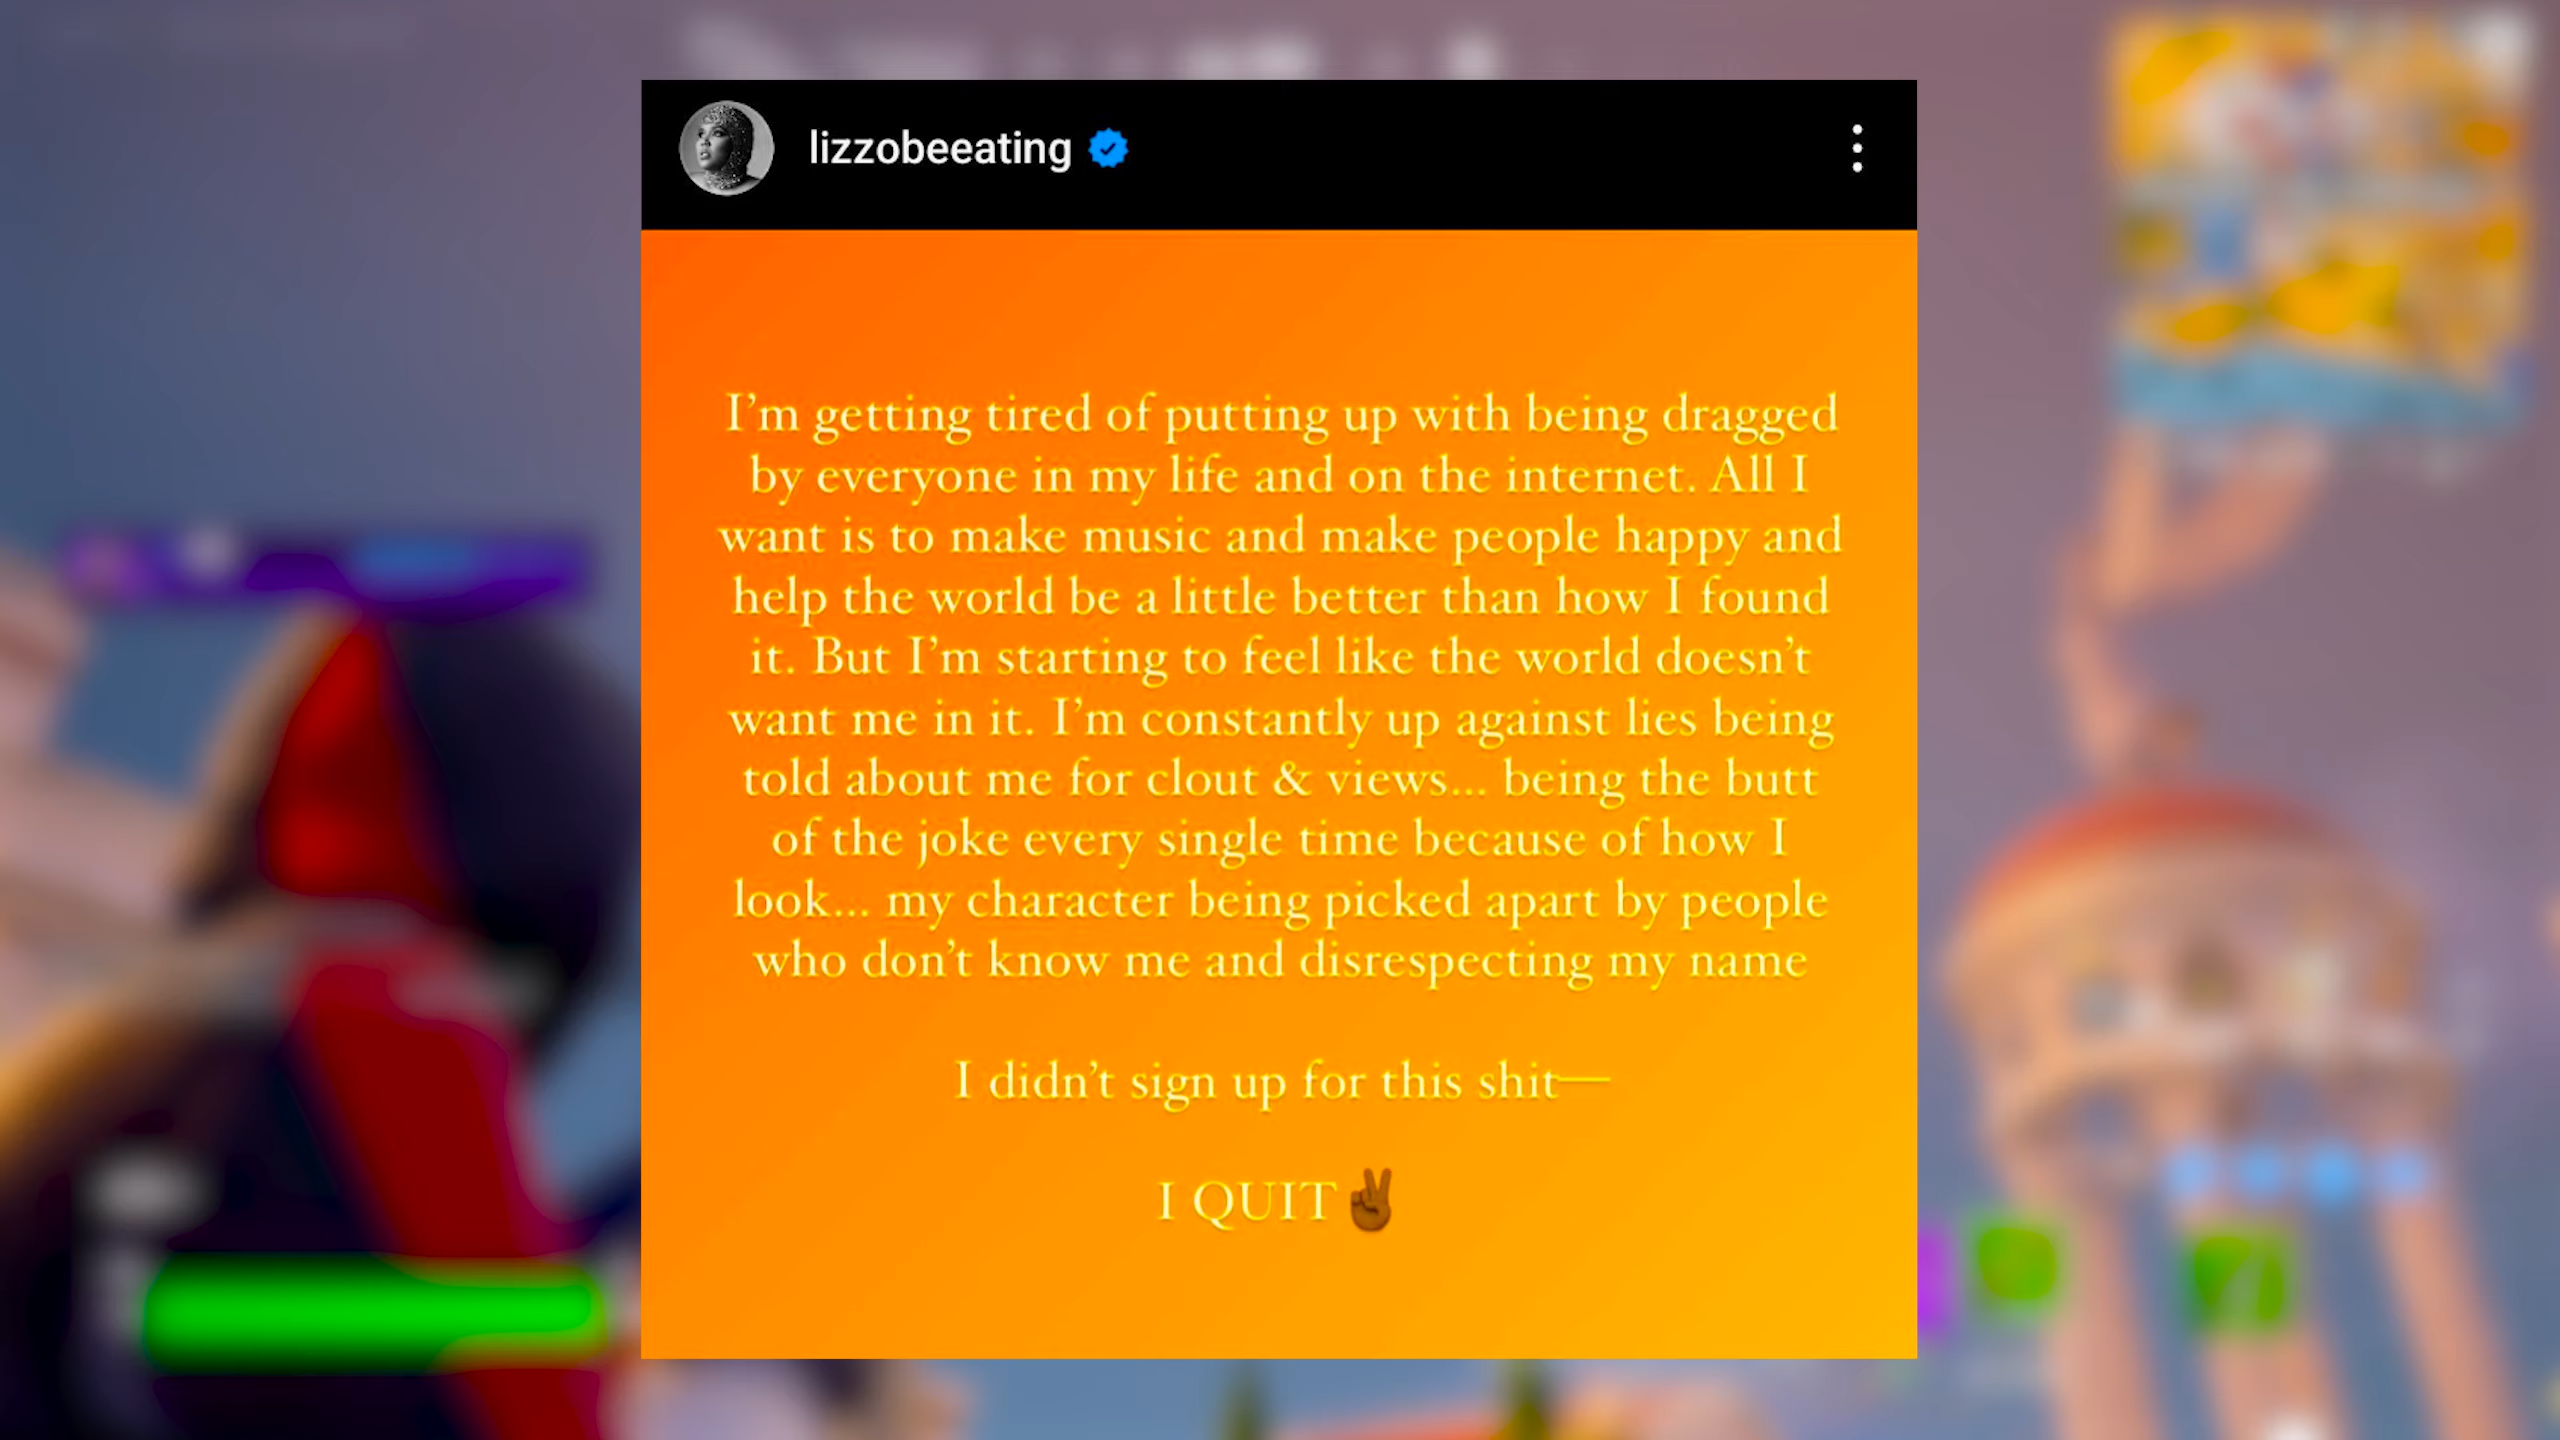 lizzobeeating
I’m getting tired of putting up with being dragged
by everyone in my life and on the internet. All I
want is to make music and make people happy and
help the world be a little better than how I found
it. But I’m starting to feel like the world doesn’t
want me in it. I’m constantly up against lies being
told about me for clout & views... being the butt
of the joke every single time because of how I
look... my character being picked apart by people
who don’t know me and disrespecting my name
I didn’t sign up for this shit—
I QUIT✌🏾